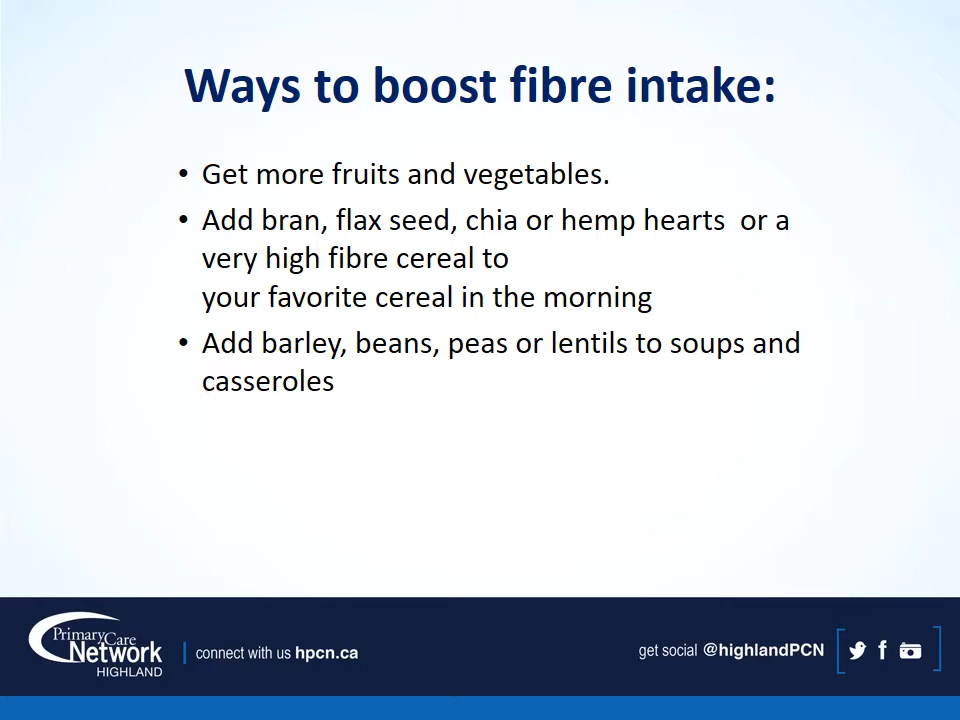 Ways to boost fibre intake:
• Get more fruits and vegetables.
• Add bran, flax seed, chia or hemp hearts  or a
very high fibre cereal to
your favorite cereal in the morning
• Add barley, beans, peas or lentils to soups and
casseroles
PrimaryCare
Network
HIGHLAND
connect with us hpcn.ca
get social @highlandPCN